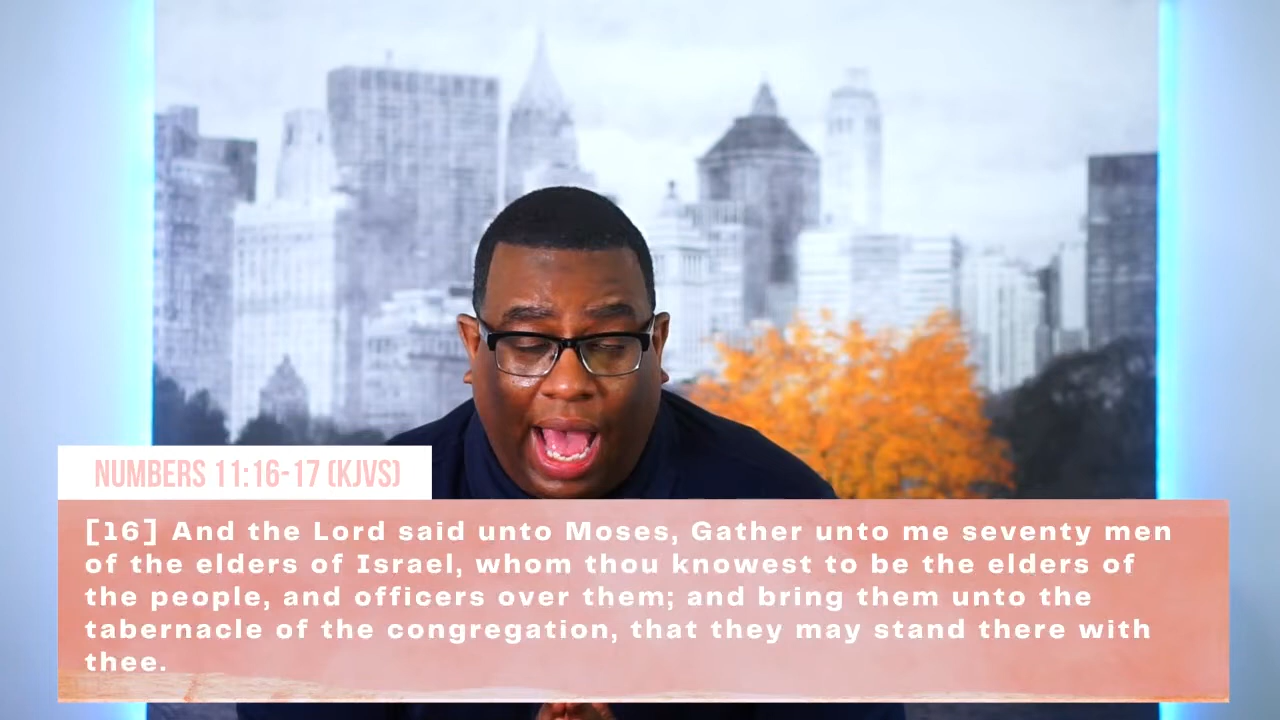 NUMBERS 11:16-17 (KJVS)
[16] And the Lord said unto Moses, Gather unto me seventy men
of the elders of Israel, whom thou knowest to be the elders of
the people, and officers over them; and bring them unto the
tabernacle of the congregation, that they may stand there with
thee.